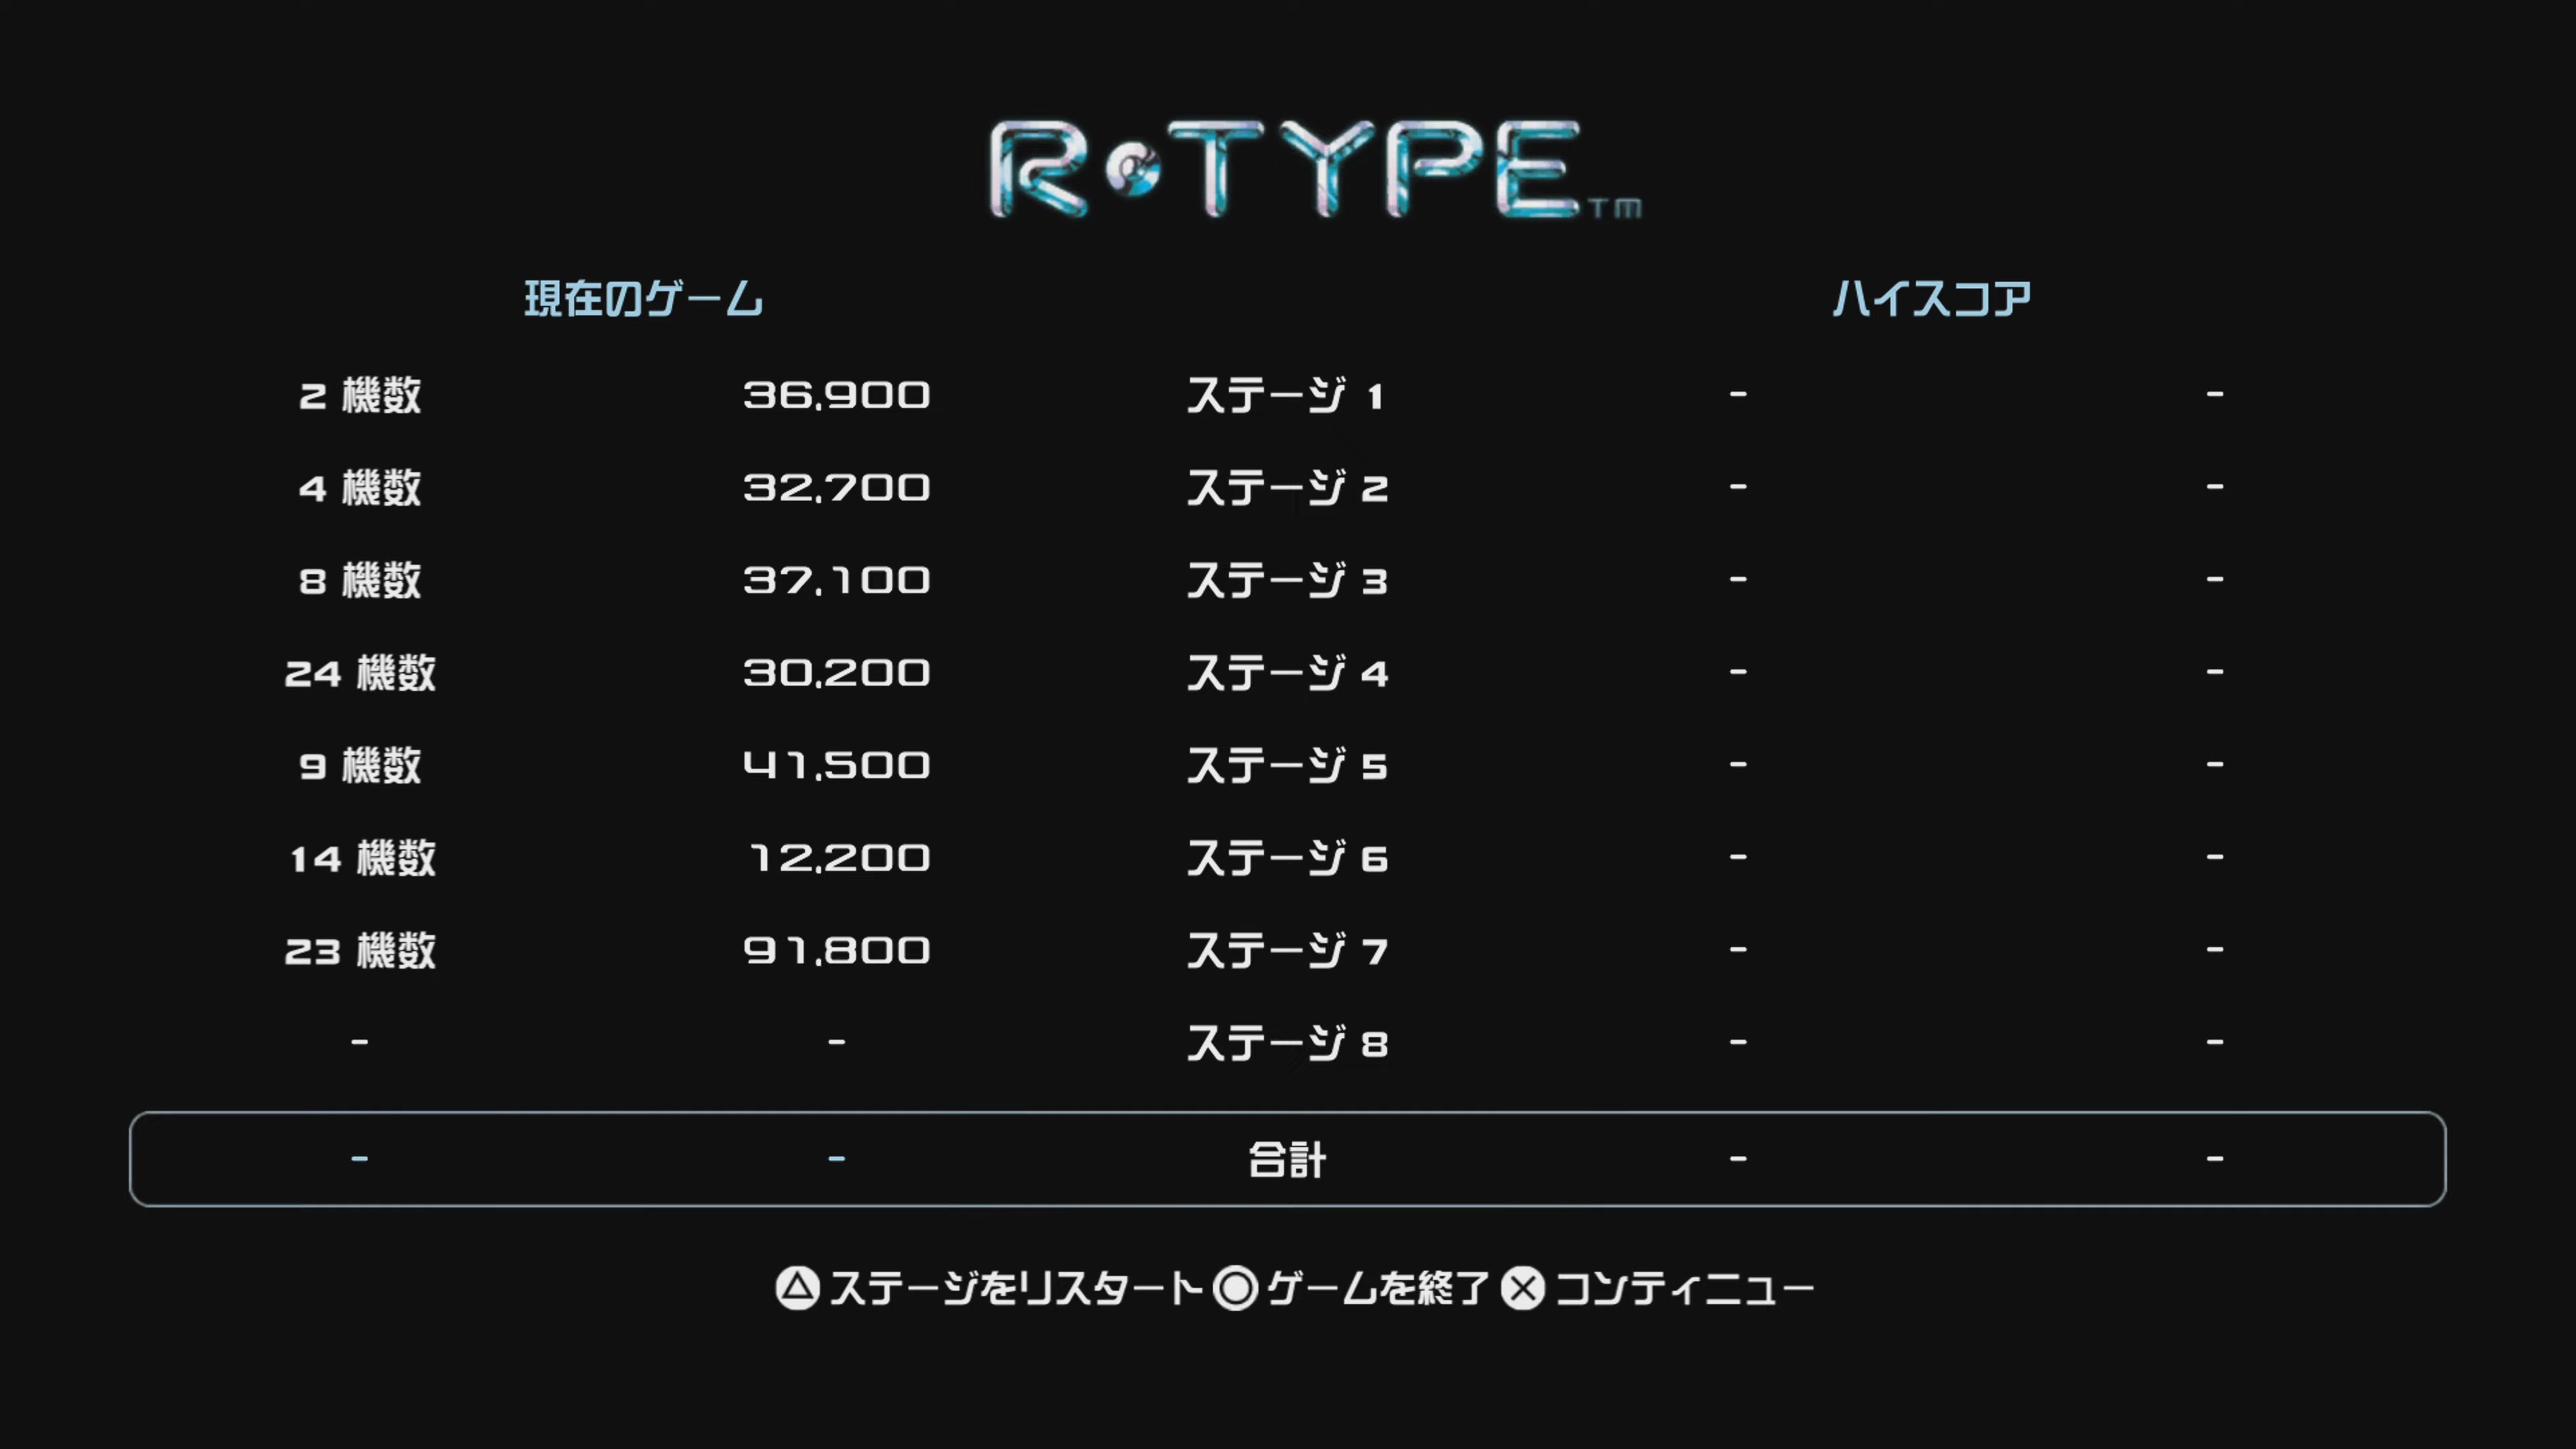 R・TYPE™
現在のゲーム ハイスコア
2 機数 36,900 ステージ 1 - -
4 機数 32,700 ステージ 2 - -
8 機数 37,100 ステージ 3 - -
24 機数 30,200 ステージ 4 - -
9 機数 41,500 ステージ 5 - -
14 機数 12,200 ステージ 6 - -
23 機数 91,800 ステージ 7 - -
- - ステージ 8 - -
- - 合計 - -
ステージをリスタート ゲームを終了 コンティニュー